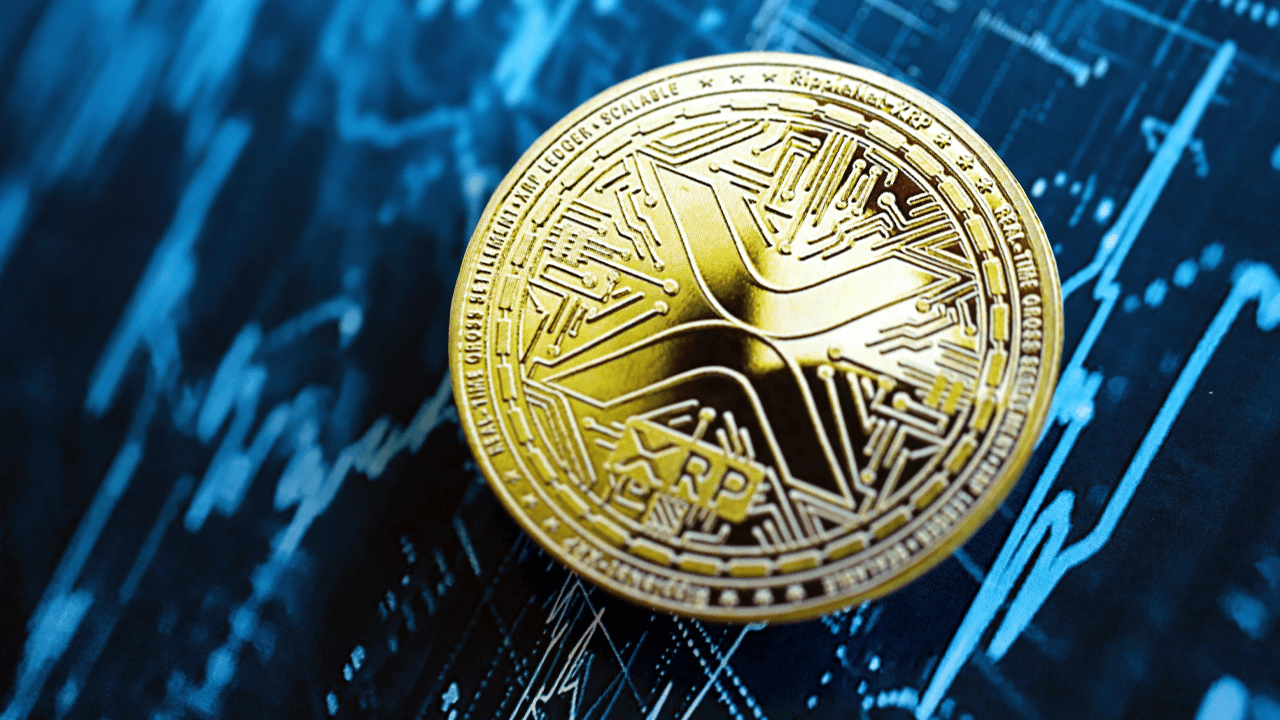 REAL-TIME GROSS SETTLEMENT • XRP LEDGER • SCALABLE ★ ★ ★ RippleNet-XRP ★ ★ ★ REAL-TIME GROSS SETTLEMENT
XRP